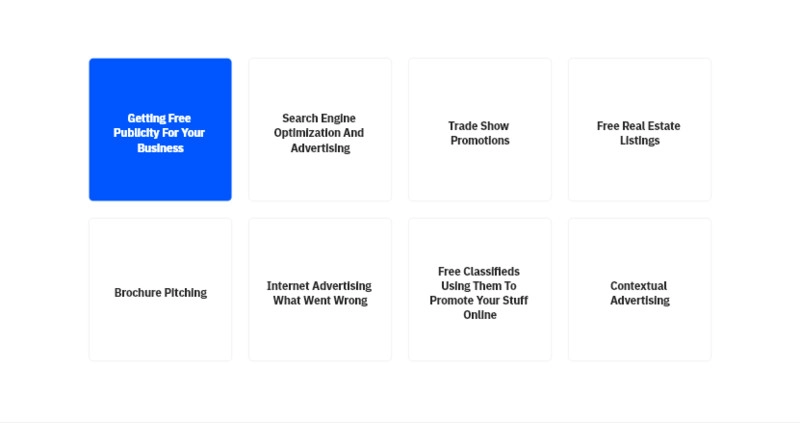 Getting Free
Publicity For Your
Business
Search Engine
Optimization And
Advertising
Trade Show
Promotions
Free Real Estate
Listings
Brochure Pitching
Internet Advertising
What Went Wrong
Free Classifieds
Using Them To
Promote Your Stuff
Online
Contextual
Advertising